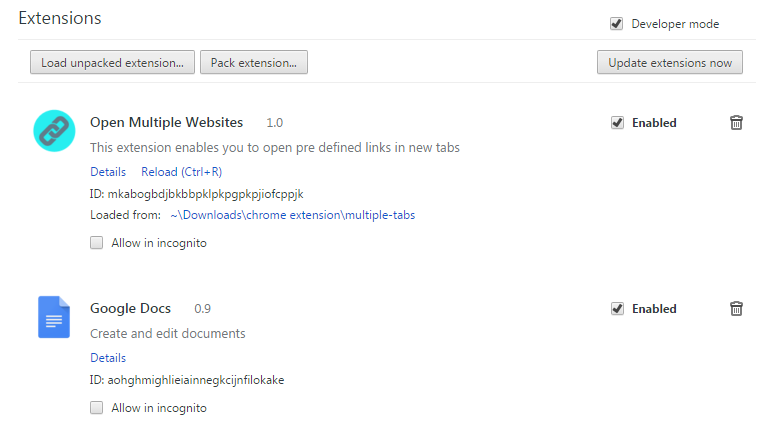 Extensions
Developer mode
Load unpacked extension...
Pack extension...
Update extensions now
Open Multiple Websites 1.0
Enabled
This extension enables you to open pre defined links in new tabs
Details Reload (Ctrl+R)
ID: mkabogbdjbkbbpklpkpgpkpjiofcppjk
Loaded from: ~\Downloads\chrome extension\multiple-tabs
Allow in incognito
Google Docs 0.9
Enabled
Create and edit documents
Details
ID: aohghmighlieiainnegkcijnfilokake
Allow in incognito